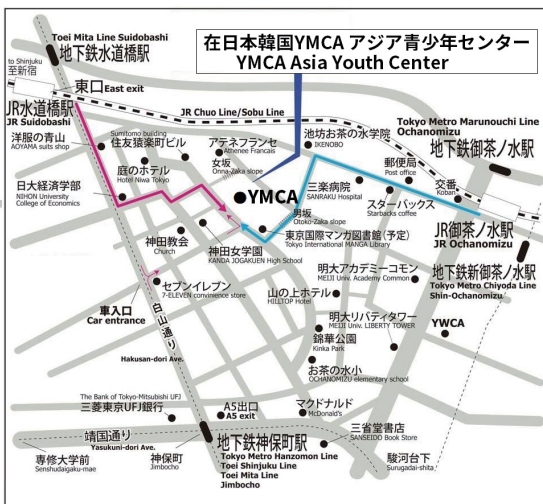 在日本韓国YMCA アジア青少年センター
YMCA Asia Youth Center
Toei Mita Line Suidobashi
地下鉄水道橋駅
to Shinjuku
至新宿
東口East exit
JR水道橋駅
JR Suidobashi
JR Chuo Line/Sobu Line
Tokyo Metro Marunouchi Line
Ochanomizu
地下鉄御茶ノ水駅
洋服の青山
AOYAMA suits shop
Sumitomo building
住友猿楽町ビル
アテネフランセ
Athenee Francais
池坊お茶の水学院
IKENOBO
女坂
Onna-Zaka slope
郵便局
Post office
庭のホテル
Hotel Niwa Tokyo
交番
Koban
日大経済学部
NIHON University
College of Economics
YMCA
三楽病院
SANRAKU Hospital
スターバックス
Starbacks coffee
男坂
Otoko-Zaka slope
JR御茶ノ水駅
JR Ochanomizu
東京国際マンガ図書館(予定)
Tokyo International MANGA Library
神田教会
Church
神田女学園
KANDA JOGAKUEN High School
地下鉄新御茶ノ水駅
Tokyo Metro Chiyoda Line
Shin-Ochanomizu
明大アカデミーコモン
MEIJI Univ. Academy Common
セブンイレブン
7-ELEVEN convinience store
山の上ホテル
HILLTOP Hotel
車入口
Car entrance
白山通り
Hakusan-dori Ave.
明大リバティタワー
MEIJI Univ. LIBERTY TOWER
YWCA
錦華公園
Kinka Park
お茶の水小
OCHANOMIZU elementary school
The Bank of Tokyo-Mitsubishi UFJ
三菱東京UFJ銀行
A5出口
A5 exit
マクドナルド
McDonald's
靖国通り
Yasukuni-dori Ave.
三省堂書店
SANSEIDO Book Store
専修大学前
Senshudaigaku-mae
神保町
Jimbocho
地下鉄神保町駅
Tokyo Metro Hanzomon Line
Toei Shinjuku Line
Toei Mita Line
Jimbocho
駿河台下
Surugadai-shita